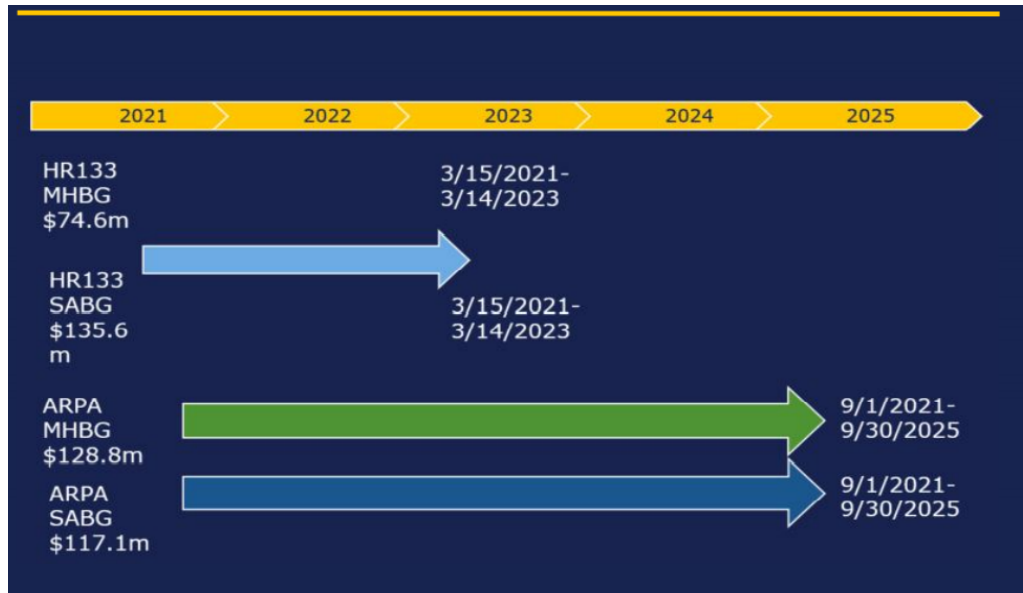 2021 2022 2023 2024 2025
HR133
MHBG
$74.6m
3/15/2021-
3/14/2023
HR133
SABG
$135.6
m
3/15/2021-
3/14/2023
ARPA
MHBG
$128.8m
9/1/2021-
9/30/2025
ARPA
SABG
$117.1m
9/1/2021-
9/30/2025